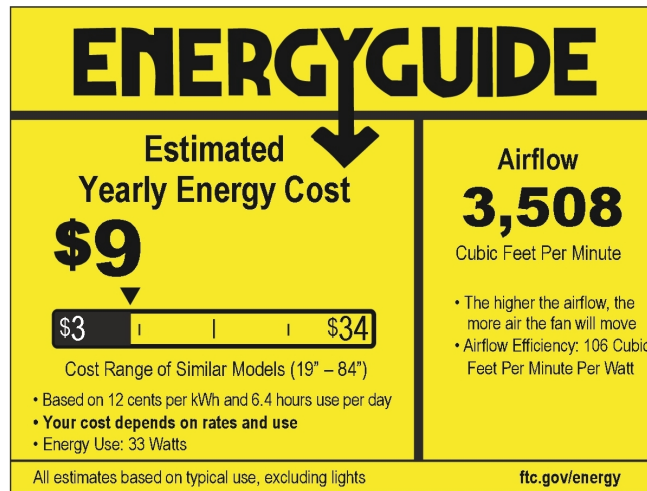 ENERGYGUIDE
Estimated
Yearly Energy Cost
$9
$3
$34
Cost Range of Similar Models (19” – 84”)
• Based on 12 cents per kWh and 6.4 hours use per day
• Your cost depends on rates and use
• Energy Use: 33 Watts
Airflow
3,508
Cubic Feet Per Minute
• The higher the airflow, the
more air the fan will move
• Airflow Efficiency: 106 Cubic
Feet Per Minute Per Watt
All estimates based on typical use, excluding lights
ftc.gov/energy